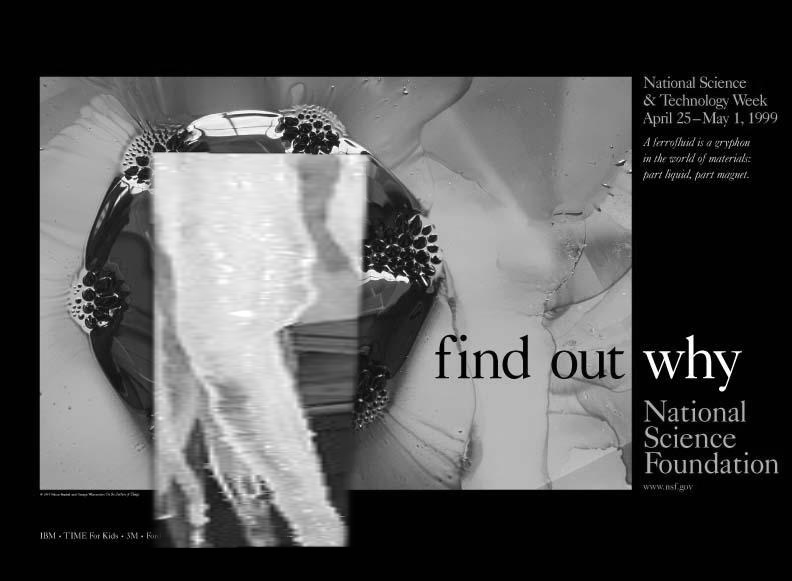 National Science
& Technology Week
April 25–May 1, 1999
A ferrofluid is a gryphon
in the world of materials:
part liquid, part magnet.
find out why
National
Science
Foundation
www.nsf.gov
IBM • TIME For Kids • 3M •